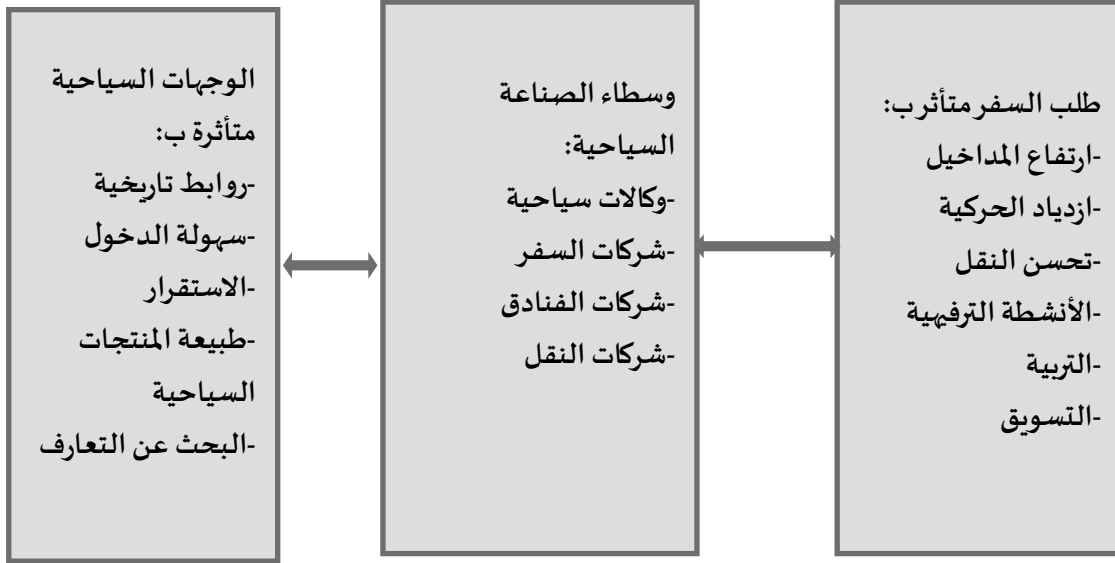 طلب السفر متأثر ب:
-ارتفاع المداخيل
-ازدياد الحركية
-تحسن النقل
-الأنشطة الترفيهية
-التربية
-التسويق
وسطاء الصناعة
السياحية:
-وكالات سياحية
-شركات السفر
-شركات الفنادق
-شركات النقل
الوجهات السياحية
متأثرة ب:
-روابط تاريخية
-سهولة الدخول
-الاستقرار
-طبيعة المنتجات
السياحية
-البحث عن التعارف